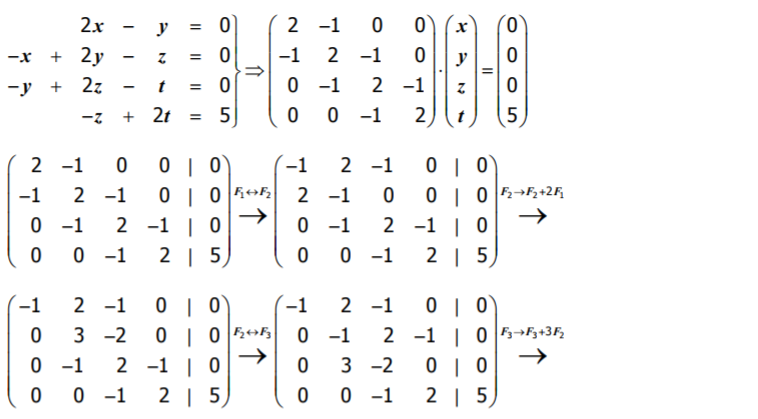 2x − y = 0 ⎫ ⎛ 2 −1 0 0⎞ ⎛x⎞ ⎛0⎞
−x + 2y − z = 0 ⎬⇒ ⎜−1 2 −1 0⎟·⎜y⎟=⎜0⎟
−y + 2z − t = 0 ⎪ ⎜ 0 −1 2 −1⎟ ⎜z⎟ ⎜0⎟
−z + 2t = 5 ⎭ ⎝ 0 0 −1 2⎠ ⎝t⎠ ⎝5⎠
⎛ 2 −1 0 0 | 0⎞ ⎛−1 2 −1 0 | 0⎞
⎜−1 2 −1 0 | 0⎟ F₁↔F₂ → ⎜ 2 −1 0 0 | 0⎟ F₂→F₂+2F₁ →
⎜ 0 −1 2 −1 | 0⎟ ⎜ 0 −1 2 −1 | 0⎟
⎝ 0 0 −1 2 | 5⎠ ⎝ 0 0 −1 2 | 5⎠
⎛−1 2 −1 0 | 0⎞ ⎛−1 2 −1 0 | 0⎞
⎜ 0 3 −2 0 | 0⎟ F₂↔F₃ → ⎜ 0 −1 2 −1 | 0⎟ F₃→F₃+3F₂ →
⎜ 0 −1 2 −1 | 0⎟ ⎜ 0 3 −2 0 | 0⎟
⎝ 0 0 −1 2 | 5⎠ ⎝ 0 0 −1 2 | 5⎠